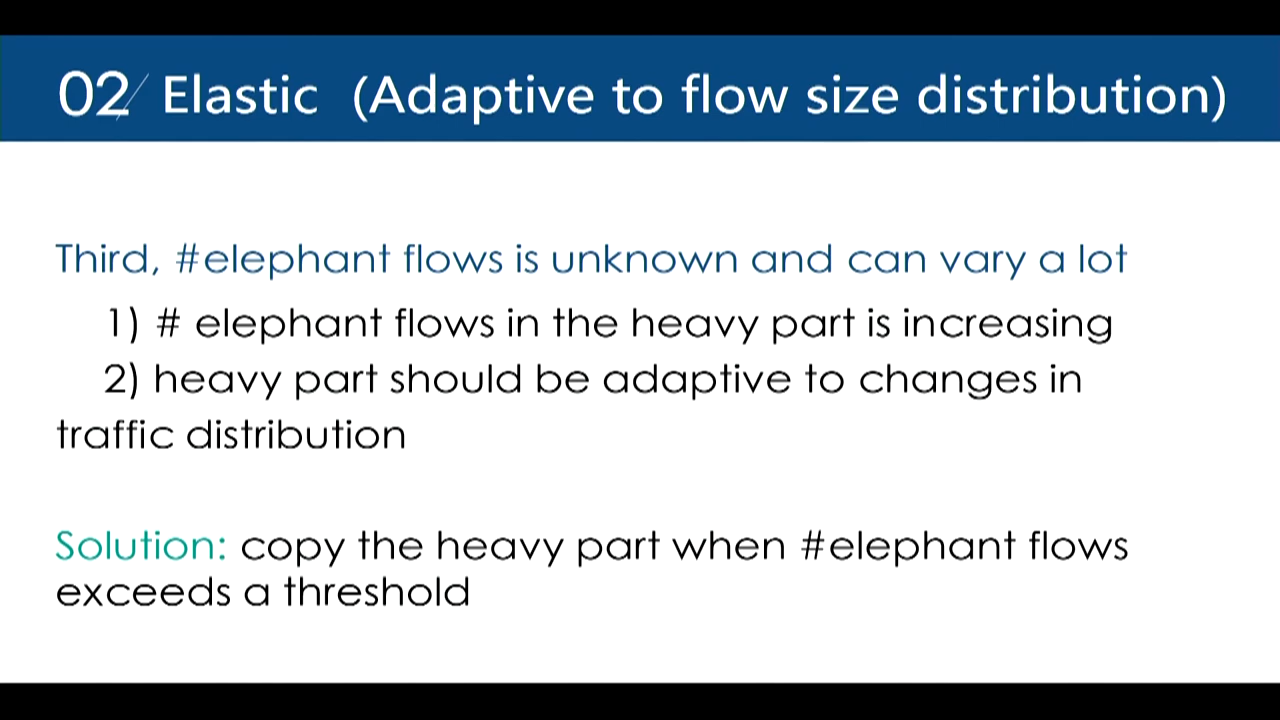 02/ Elastic (Adaptive to flow size distribution)
Third, #elephant flows is unknown and can vary a lot
1) # elephant flows in the heavy part is increasing
2) heavy part should be adaptive to changes in
traffic distribution
Solution: copy the heavy part when #elephant flows
exceeds a threshold